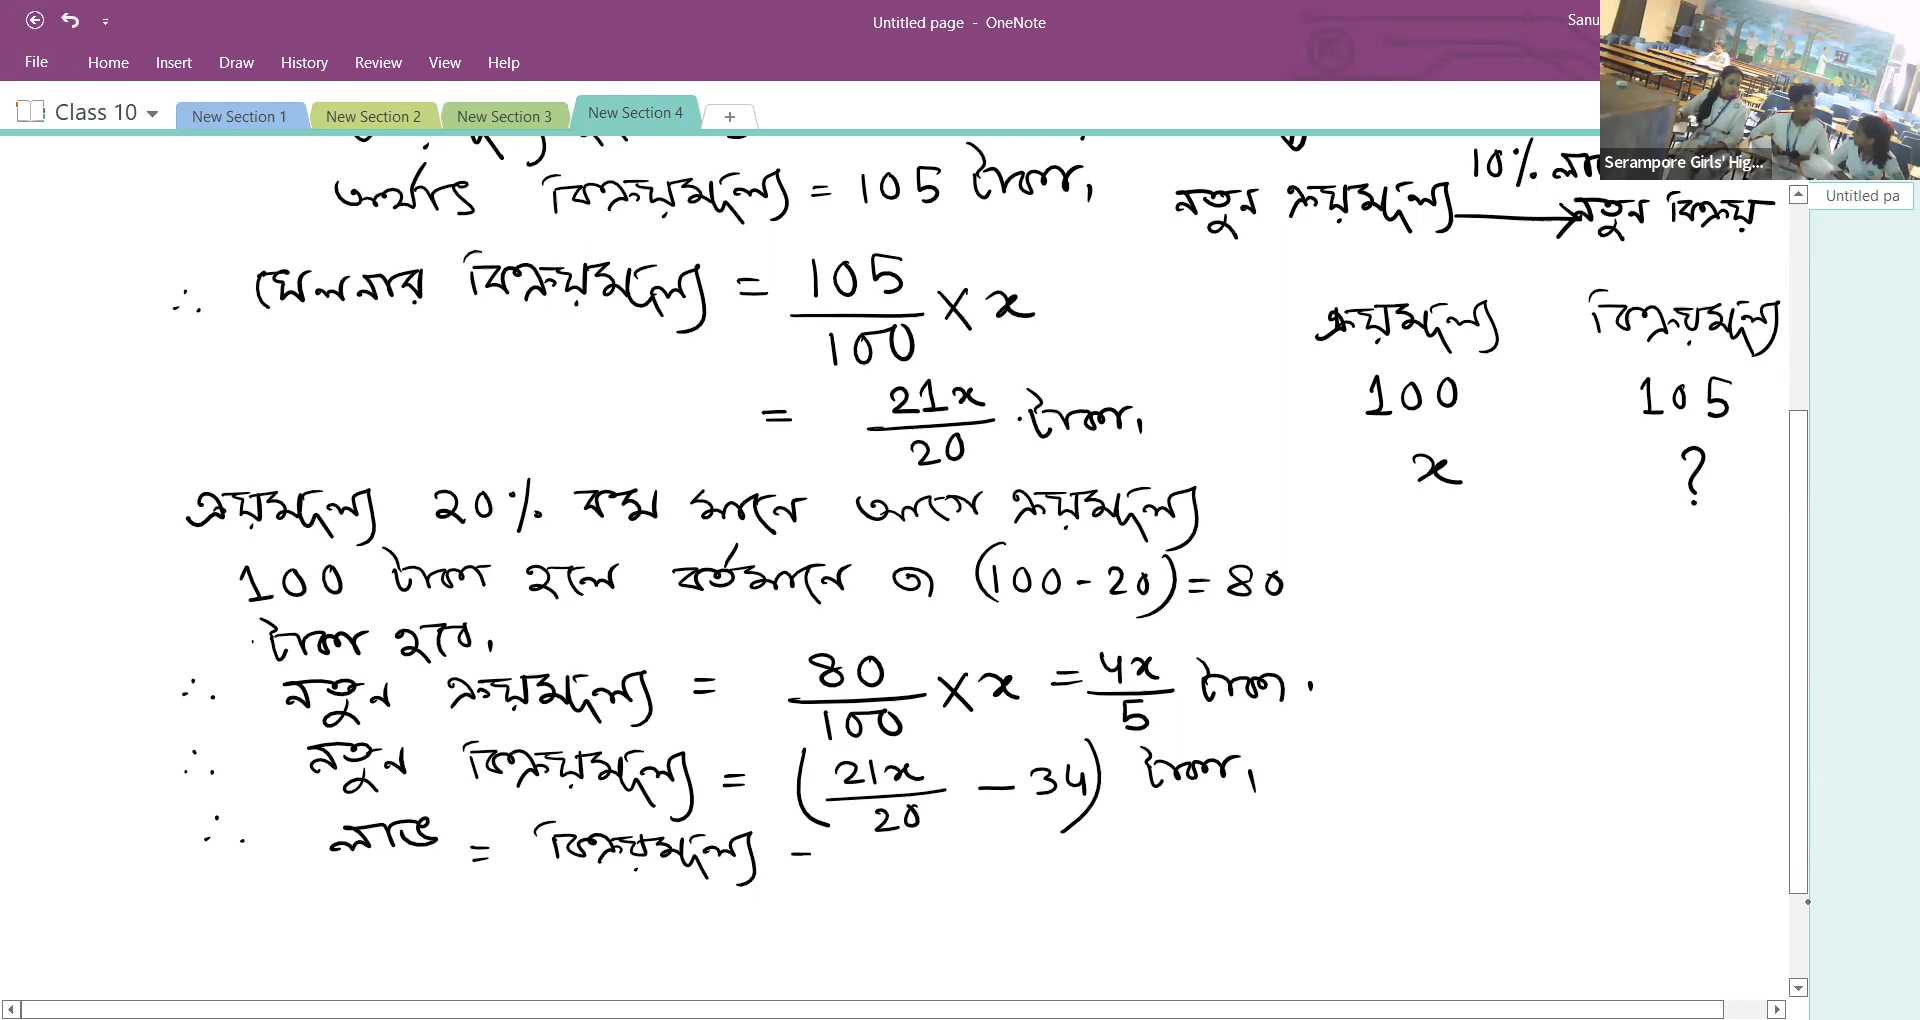 Untitled page - OneNote
Sanu
File Home Insert Draw History Review View Help
Class 10 New Section 1 New Section 2 New Section 3 New Section 4 +
Serampore Girls' Hig...
Untitled pa
অর্থাৎ বিক্রয়মূল্য = 105 টাকা।
10%
নতুন ক্রয়মূল্য → নতুন বিক্রয়
∴ খেলনার বিক্রয়মূল্য = 105/100 × x
= 21x/20 টাকা।
ক্রয়মূল্য বিক্রয়মূল্য
100 105
x ?
ক্রয়মূল্য 20% কম মানে আগে ক্রয়মূল্য
100 টাকা হলে বর্তমানে তা (100 - 20) = 80
টাকা হবে।
∴ নতুন ক্রয়মূল্য = 80/100 × x = 4x/5 টাকা।
∴ নতুন বিক্রয়মূল্য = (21x/20 - 34) টাকা।
∴ লাভ = বিক্রয়মূল্য -